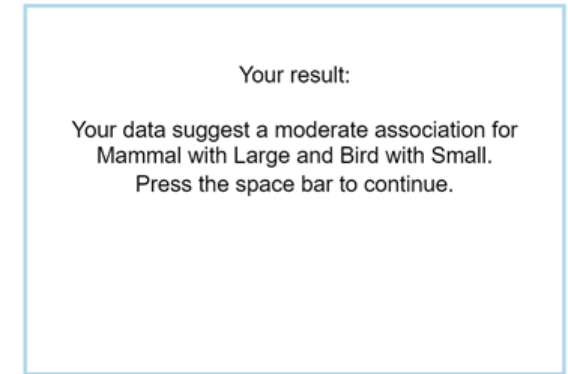 Your result:
Your data suggest a moderate association for
Mammal with Large and Bird with Small.
Press the space bar to continue.